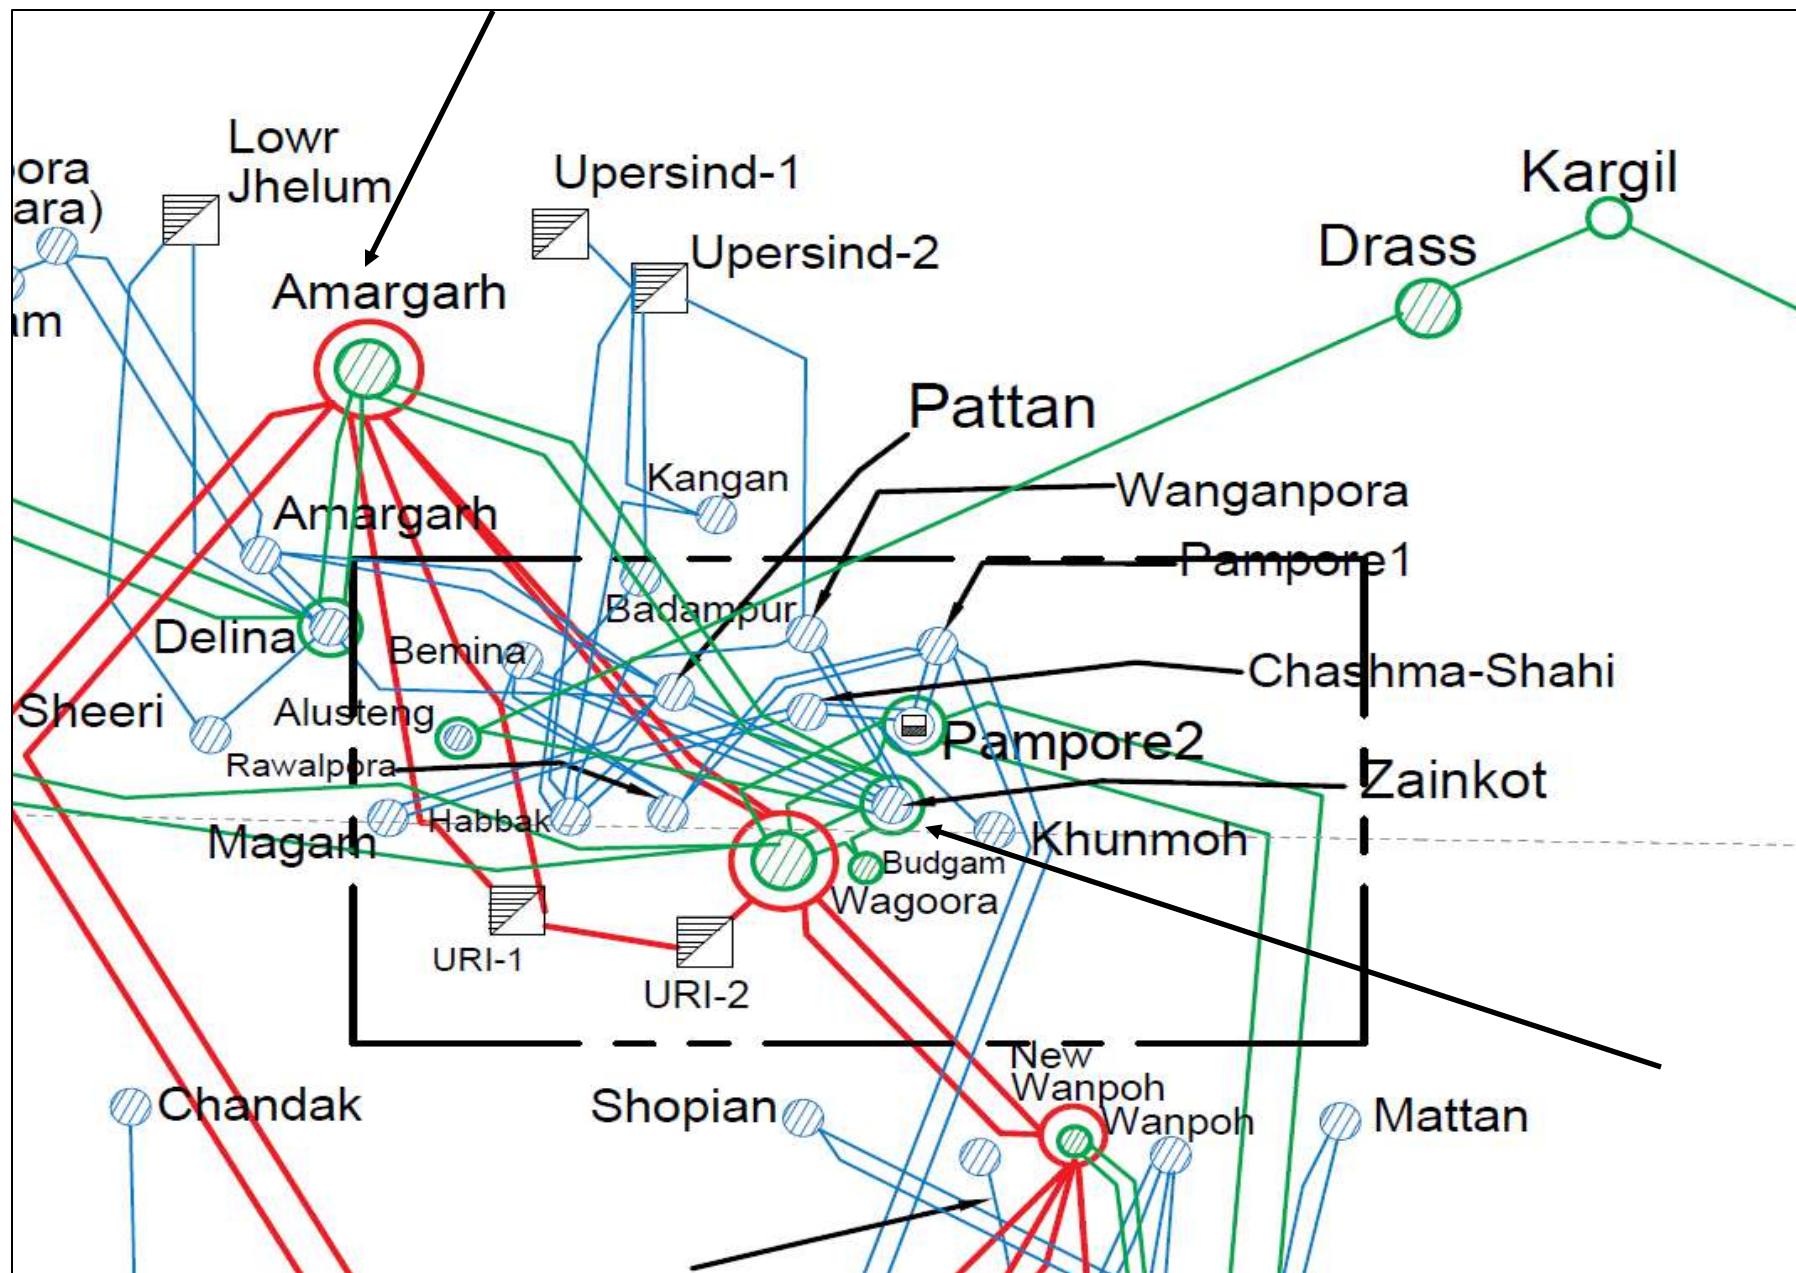 Lowr
Jhelum
ora
ara)
am
Upersind-1
Upersind-2
Kargil
Drass
Amargarh
Pattan
Kangan
Wanganpora
Amargarh
Pampore1
Badampur
Delina
Bemina
Chashma-Shahi
Sheeri
Alusteng
Pampore2
Rawalpora
Zainkot
Magam
Habbak
Khunmoh
Budgam
Wagoora
URI-1
URI-2
New
Wanpoh
Wanpoh
Chandak
Shopian
Mattan